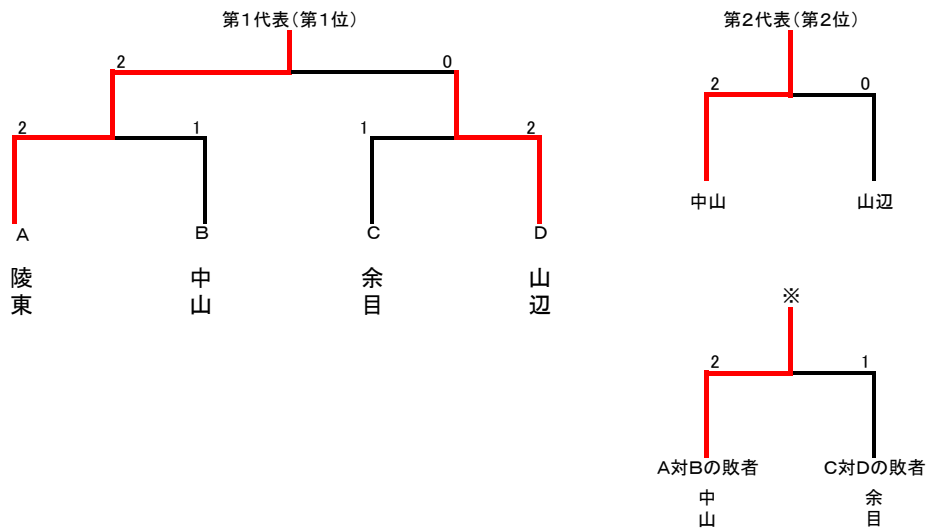 第1代表(第1位)
2
0
2
1
1
2
A
B
C
D
陵東
中山
余目
山辺
第2代表(第2位)
2
0
中山
山辺
※
2
1
A対Bの敗者
C対Dの敗者
中山
余目